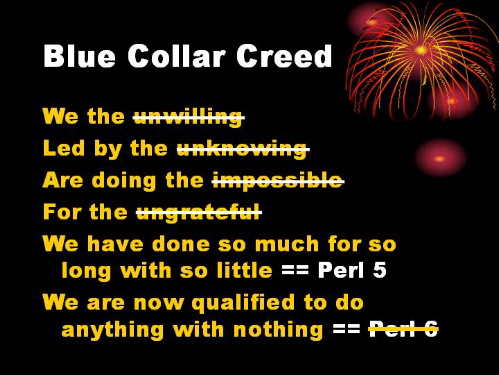 Blue Collar Creed
We the unwilling
Led by the unknowing
Are doing the impossible
For the ungrateful
We have done so much for so
long with so little == Perl 5
We are now qualified to do
anything with nothing == Perl 6